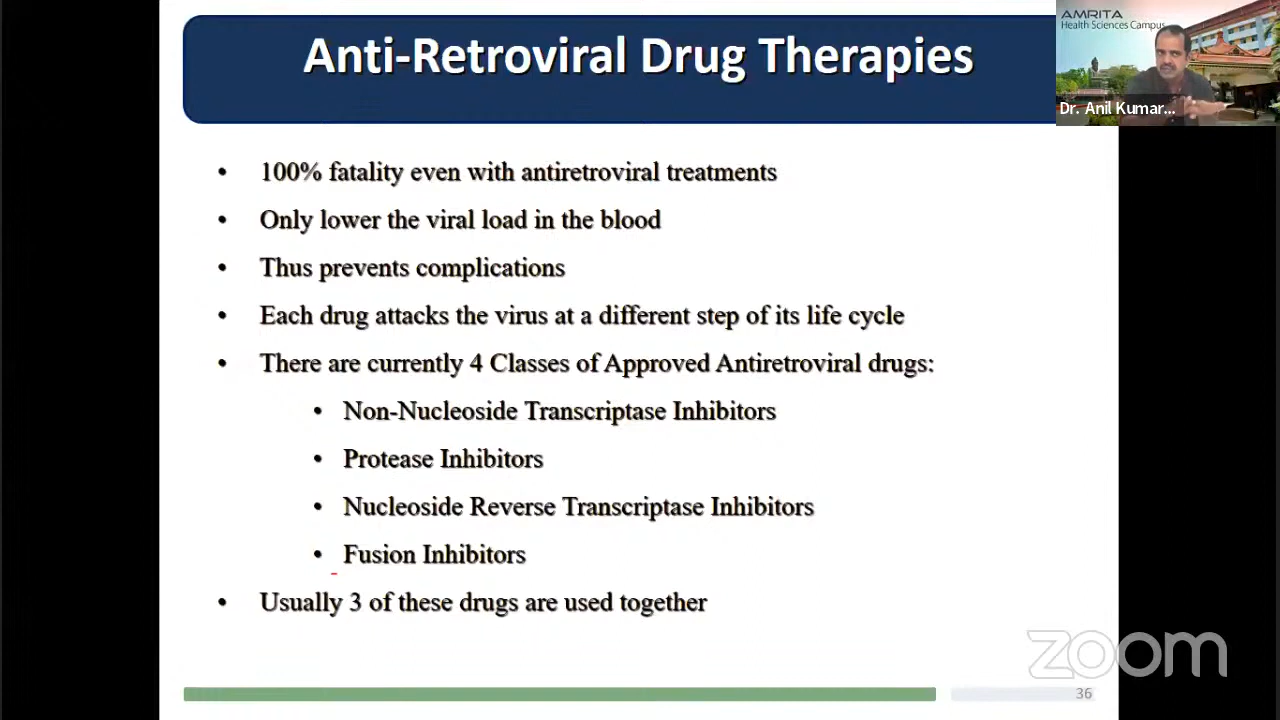 Anti-Retroviral Drug Therapies
AMRITA
Health Sciences Campus
Dr. Anil Kumar...
• 100% fatality even with antiretroviral treatments
• Only lower the viral load in the blood
• Thus prevents complications
• Each drug attacks the virus at a different step of its life cycle
• There are currently 4 Classes of Approved Antiretroviral drugs:
• Non-Nucleoside Transcriptase Inhibitors
• Protease Inhibitors
• Nucleoside Reverse Transcriptase Inhibitors
• Fusion Inhibitors
• Usually 3 of these drugs are used together
zoom
36